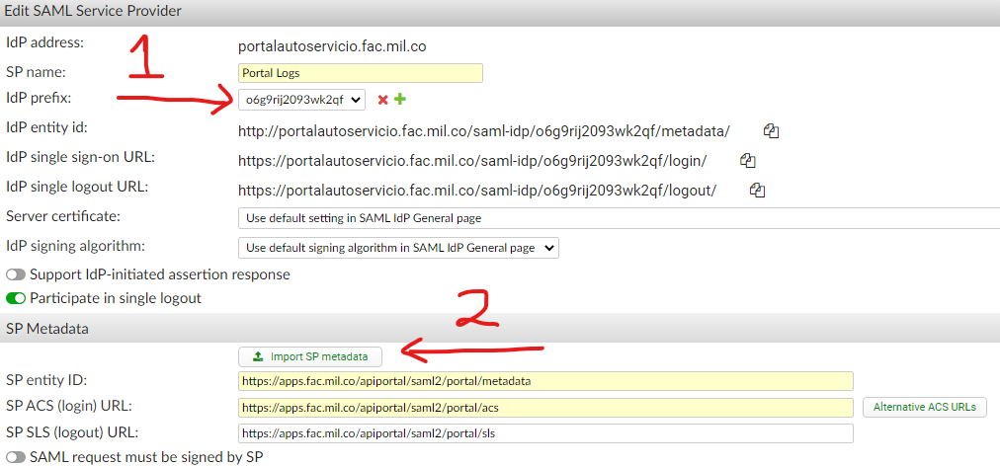 Edit SAML Service Provider
IdP address: portalautoservicio.fac.mil.co
1
SP name: Portal Logs
IdP prefix: o6g9rij2093wk2qf
IdP entity id: http://portalautoservicio.fac.mil.co/saml-idp/o6g9rij2093wk2qf/metadata/
IdP single sign-on URL: https://portalautoservicio.fac.mil.co/saml-idp/o6g9rij2093wk2qf/login/
IdP single logout URL: https://portalautoservicio.fac.mil.co/saml-idp/o6g9rij2093wk2qf/logout/
Server certificate: Use default setting in SAML IdP General page
IdP signing algorithm: Use default signing algorithm in SAML IdP General page
Support IdP-initiated assertion response
Participate in single logout
2
SP Metadata
Import SP metadata
SP entity ID: https://apps.fac.mil.co/apiportal/saml2/portal/metadata
SP ACS (login) URL: https://apps.fac.mil.co/apiportal/saml2/portal/acs Alternative ACS URLs
SP SLS (logout) URL: https://apps.fac.mil.co/apiportal/saml2/portal/sls
SAML request must be signed by SP